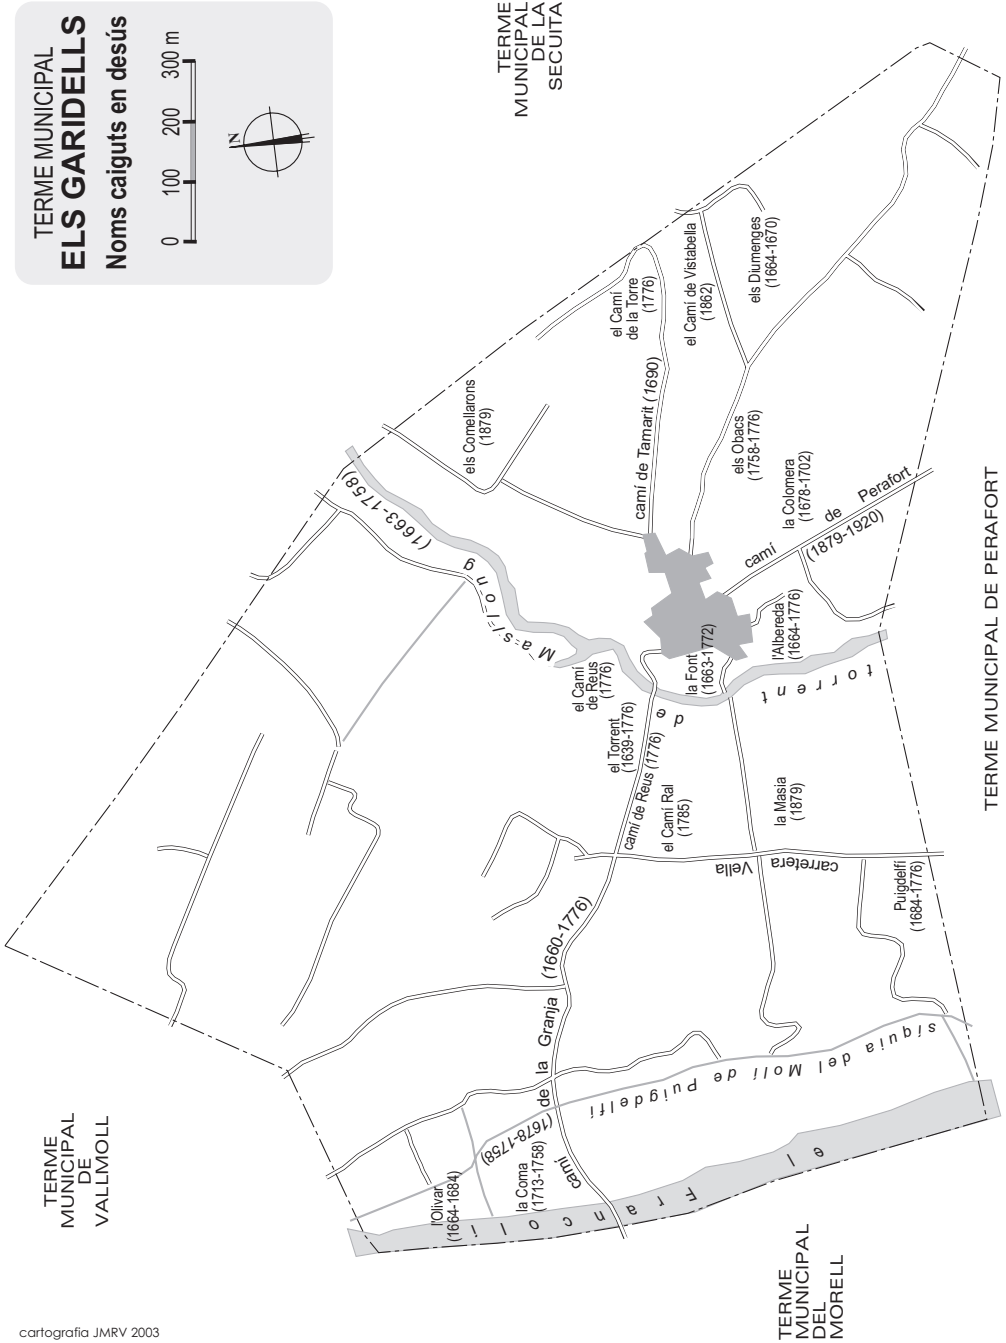 TERME MUNICIPAL
ELS GARIDELLS
Noms caiguts en desús
0 100 200 300 m
N
TERME
MUNICIPAL
DE LA
SECUITA
TERME
MUNICIPAL
DE
VALLMOLL
TERME
MUNICIPAL
DEL
MORELL
TERME MUNICIPAL DE PERAFORT
els Comellarons
(1879)
el Camí
de la Torre
(1776)
el Camí de Vistabella
(1862)
els Diumenges
(1664-1670)
camí de Tamarit (1690)
els Obacs
(1758-1776)
la Colomera
(1678-1702)
camí de Perafort
(1879-1920)
l'Albereda
(1664-1776)
la Font
(1663-1772)
torrent de Masllong
(1663-1758)
el Camí
de Reus
(1776)
el Torrent
(1639-1776)
camí de Reus (1776)
el Camí Ral
(1785)
la Masia
(1879)
carretera Vella
Puigdelfí
(1684-1776)
camí de la Granja (1660-1776)
síquia del Molí de Puigdelfí
(1678-1758)
l'Olivar
(1664-1684)
la Coma
(1713-1758)
el Francolí
cartografia JMRV 2003